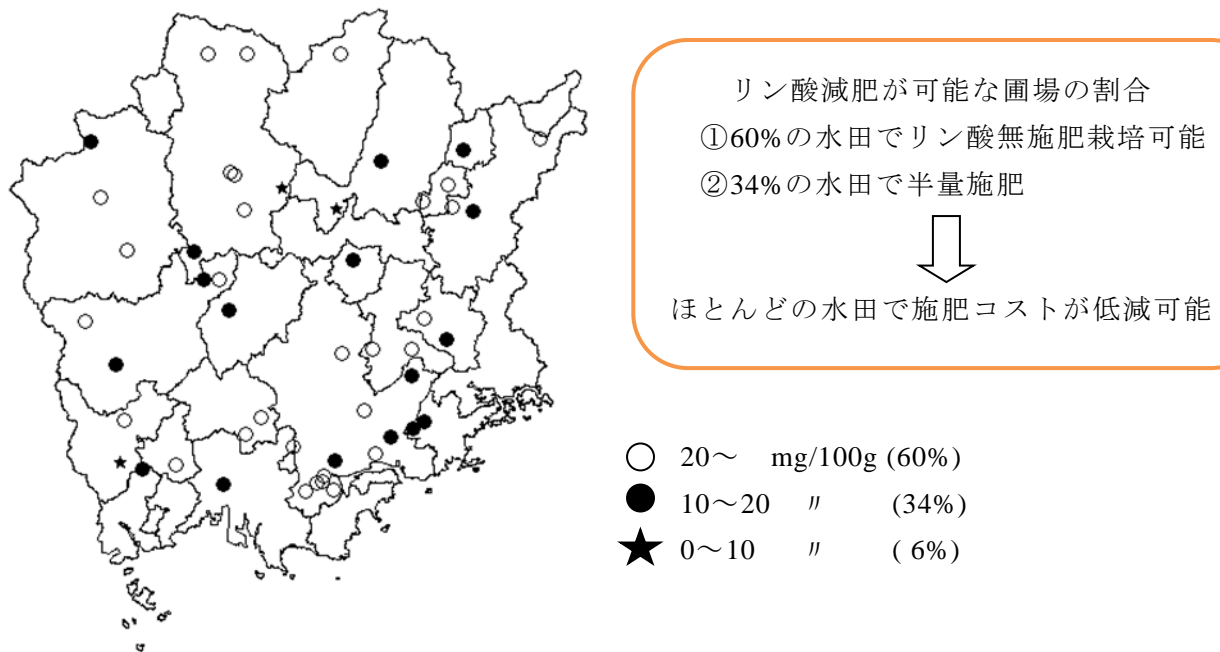 リン酸減肥が可能な圃場の割合
①60%の水田でリン酸無施肥栽培可能
②34%の水田で半量施肥
ほとんどの水田で施肥コストが低減可能
○ 20～ mg/100g (60%)
● 10～20 〃 (34%)
★ 0～10 〃 ( 6%)